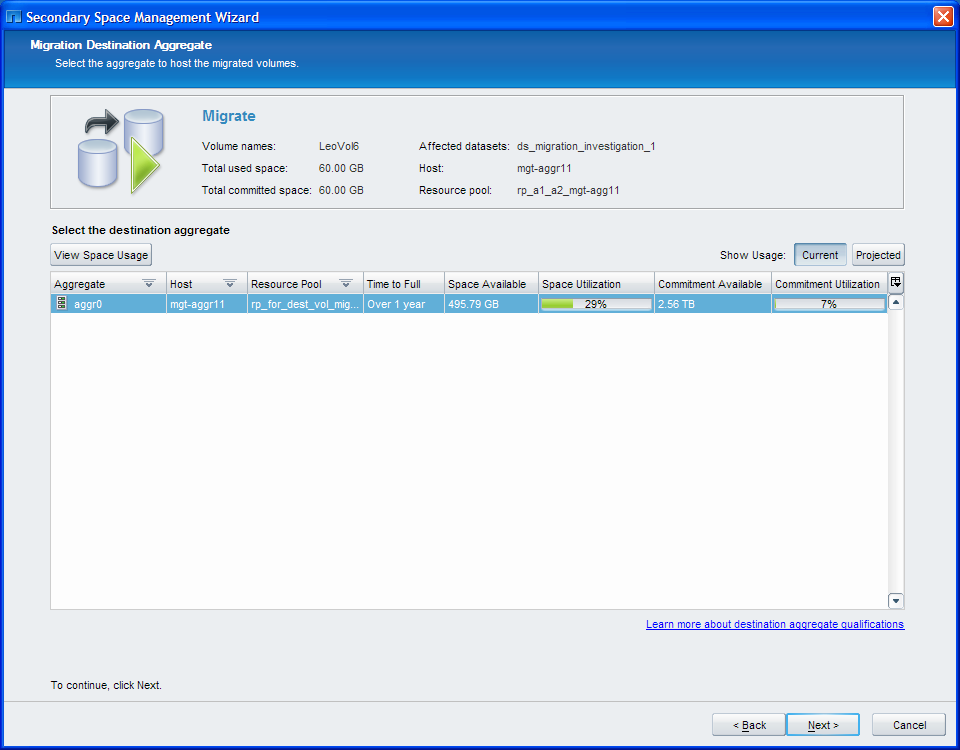 Secondary Space Management Wizard
Migration Destination Aggregate
Select the aggregate to host the migrated volumes.
Migrate
Volume names: LeoVol6 Affected datasets: ds_migration_investigation_1
Total used space: 60.00 GB Host: mgt-aggr11
Total committed space: 60.00 GB Resource pool: rp_a1_a2_mgt-agg11
Select the destination aggregate
View Space Usage Show Usage: Current Projected
Aggregate Host Resource Pool Time to Full Space Available Space Utilization Commitment Available Commitment Utilization
aggr0 mgt-aggr11 rp_for_dest_vol_mig... Over 1 year 495.79 GB 29% 2.56 TB 7%
Learn more about destination aggregate qualifications
To continue, click Next.
< Back Next > Cancel